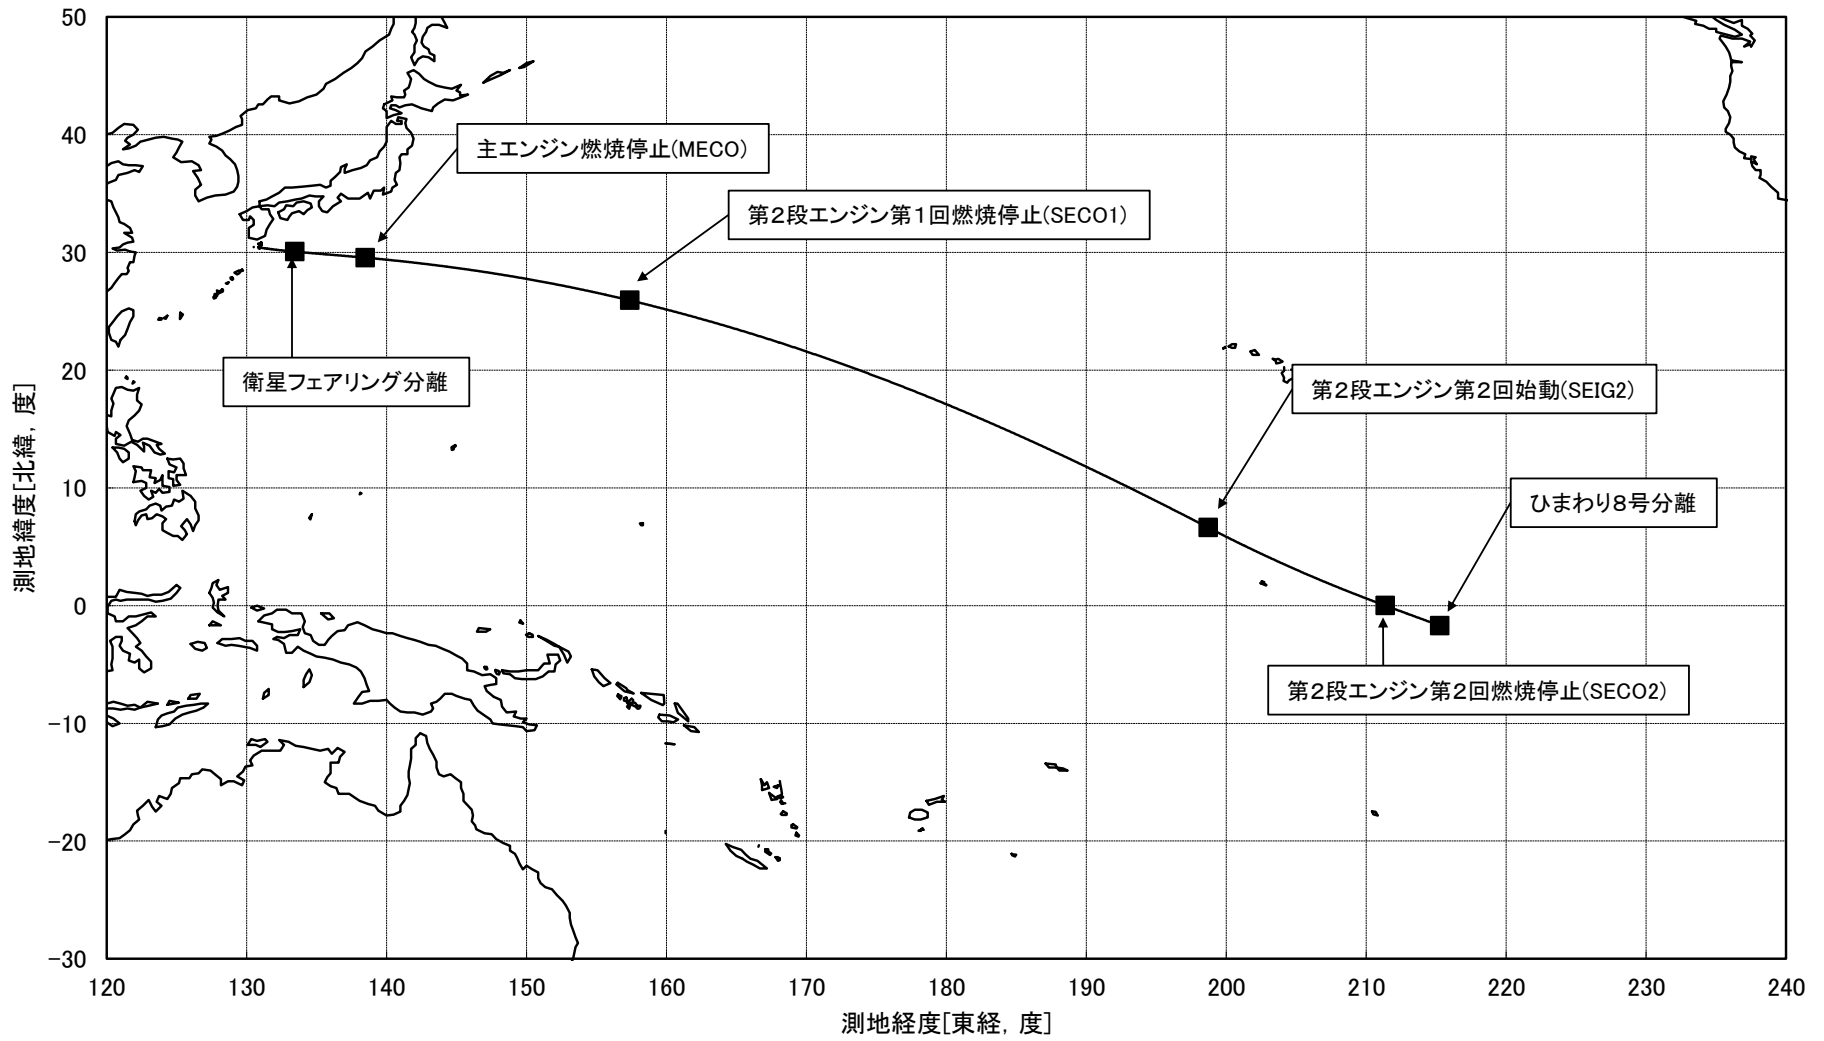 50
40
30
20
10
0
-10
-20
-30
測地緯度[北緯, 度]
主エンジン燃焼停止(MECO)
第2段エンジン第1回燃焼停止(SECO1)
衛星フェアリング分離
第2段エンジン第2回始動(SEIG2)
ひまわり8号分離
第2段エンジン第2回燃焼停止(SECO2)
120 130 140 150 160 170 180 190 200 210 220 230 240
測地経度[東経, 度]